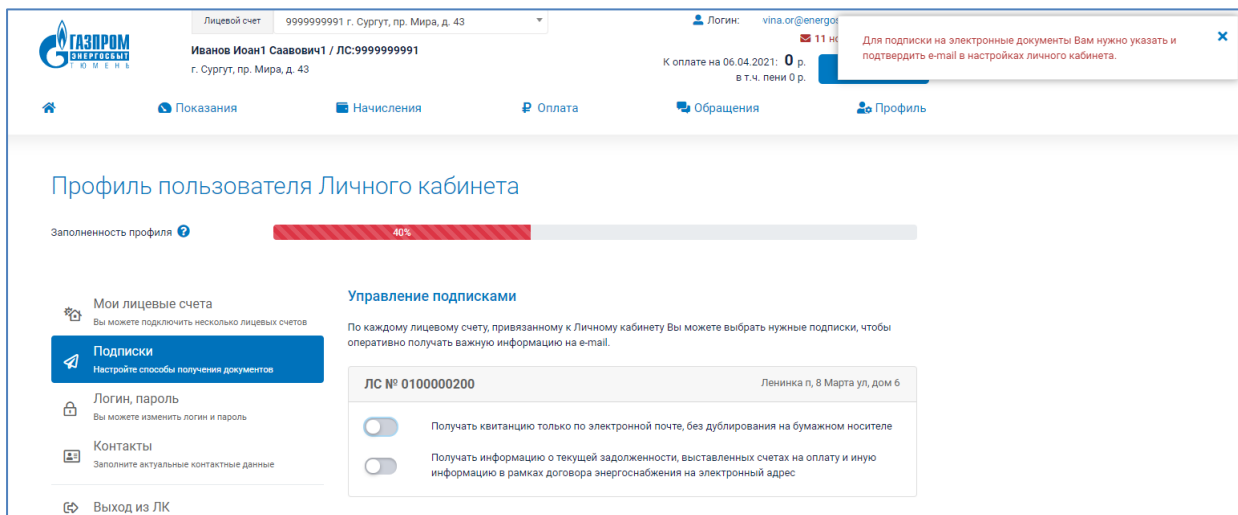 ГАЗПРОМ
ЭНЕРГОСБЫТ
ТЮМЕНЬ
Лицевой счет
9999999991 г. Сургут, пр. Мира, д. 43
Иванов Иоан1 Саавович1 / ЛС:9999999991
г. Сургут, пр. Мира, д. 43
Логин: vina.or@energos
11
К оплате на 06.04.2021: 0 р.
в т.ч. пени 0 р.
Для подписки на электронные документы Вам нужно указать и
подтвердить e-mail в настройках личного кабинета.
Показания
Начисления
Оплата
Обращения
Профиль
Профиль пользователя Личного кабинета
Заполненность профиля
40%
Мои лицевые счета
Вы можете подключить несколько лицевых счетов
Подписки
Настройте способы получения документов
Логин, пароль
Вы можете изменить логин и пароль
Контакты
Заполните актуальные контактные данные
Выход из ЛК
Управление подписками
По каждому лицевому счету, привязанному к Личному кабинету Вы можете выбрать нужные подписки, чтобы
оперативно получать важную информацию на e-mail.
ЛС № 0100000200
Ленинка п, 8 Марта ул, дом 6
Получать квитанцию только по электронной почте, без дублирования на бумажном носителе
Получать информацию о текущей задолженности, выставленных счетах на оплату и иную
информацию в рамках договора энергоснабжения на электронный адрес